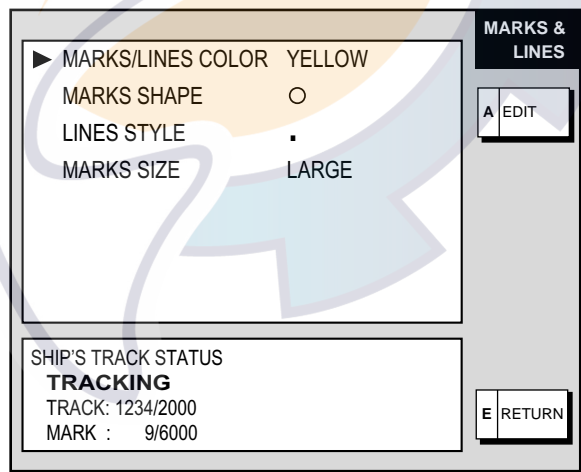 MARKS &
LINES
▶ MARKS/LINES COLOR YELLOW
MARKS SHAPE ○
LINES STYLE .
MARKS SIZE LARGE
A EDIT
SHIP'S TRACK STATUS
TRACKING
TRACK: 1234/2000
MARK : 9/6000
E RETURN